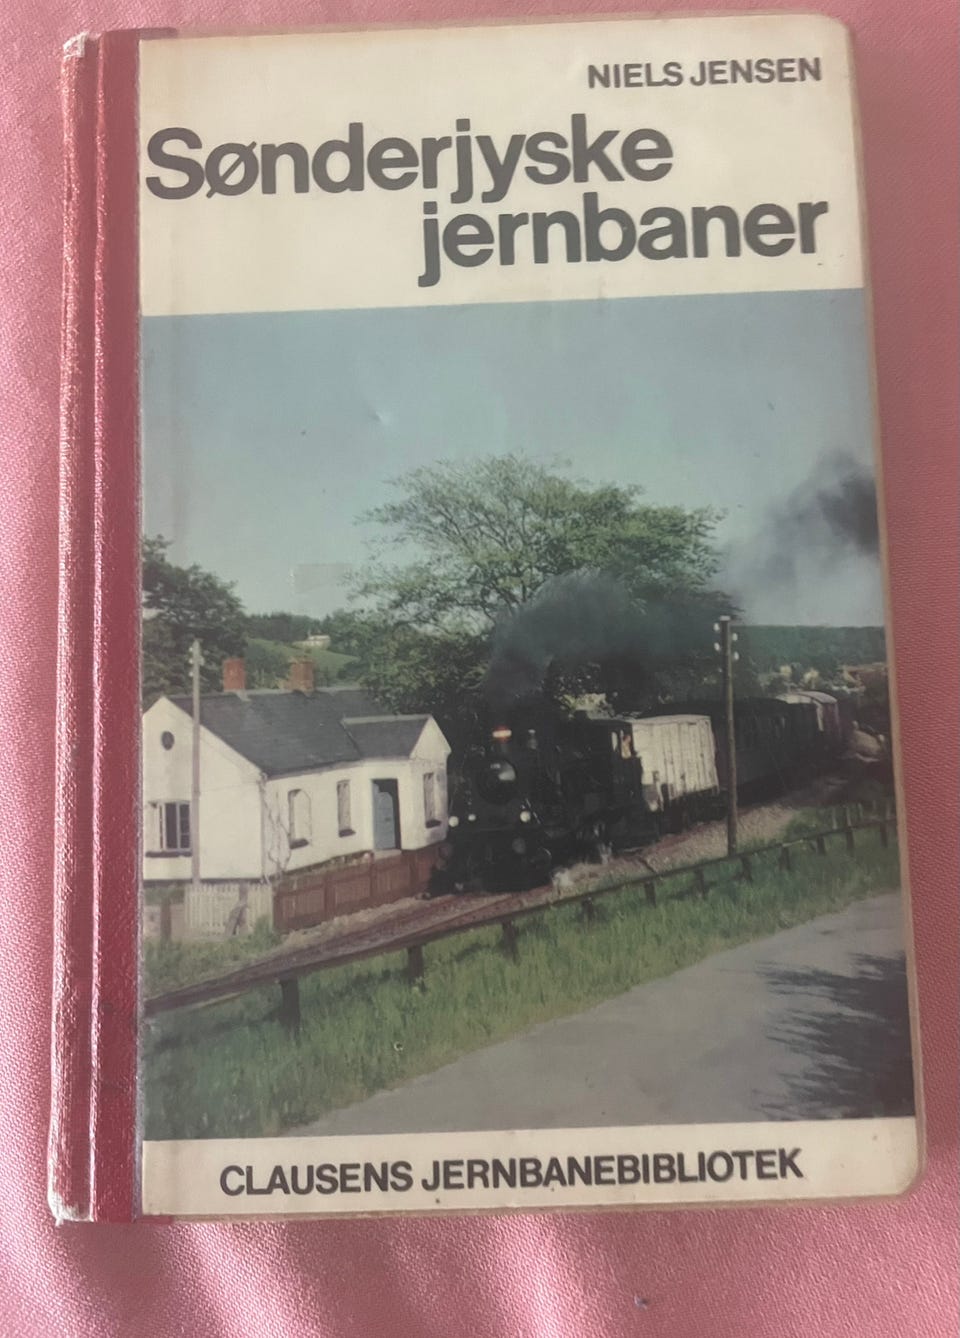 NIELS JENSEN
Sønderjyske
jernbaner
CLAUSENS JERNBANEBIBLIOTEK